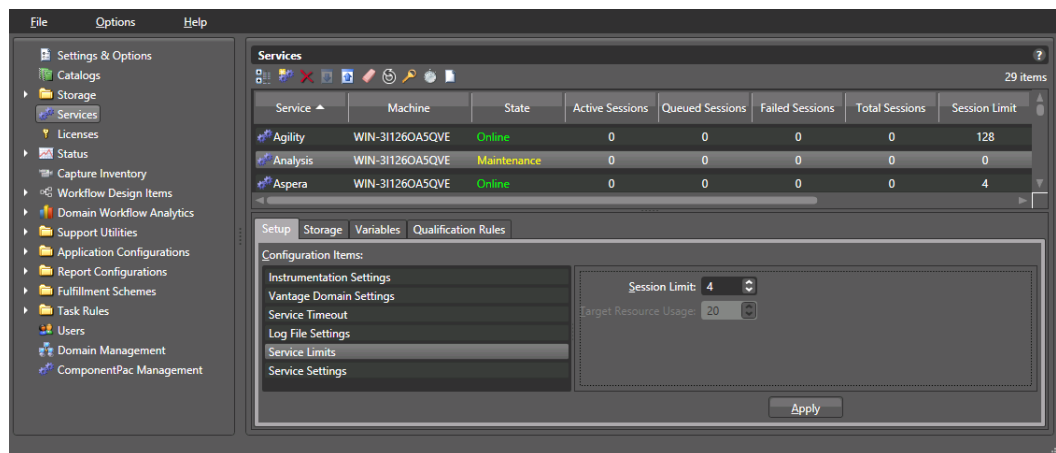 File Options Help
Settings & Options
Catalogs
Storage
Services
Licenses
Status
Capture Inventory
Workflow Design Items
Domain Workflow Analytics
Support Utilities
Application Configurations
Report Configurations
Fulfillment Schemes
Task Rules
Users
Domain Management
ComponentPac Management
Services ?
29 items
Service Machine State Active Sessions Queued Sessions Failed Sessions Total Sessions Session Limit
Agility WIN-3I126OA5QVE Online 0 0 0 0 128
Analysis WIN-3I126OA5QVE Maintenance 0 0 0 0 0
Aspera WIN-3I126OA5QVE Online 0 0 0 0 4
Setup Storage Variables Qualification Rules
Configuration Items:
Instrumentation Settings
Vantage Domain Settings
Service Timeout
Log File Settings
Service Limits
Service Settings
Session Limit: 4
Target Resource Usage: 20
Apply